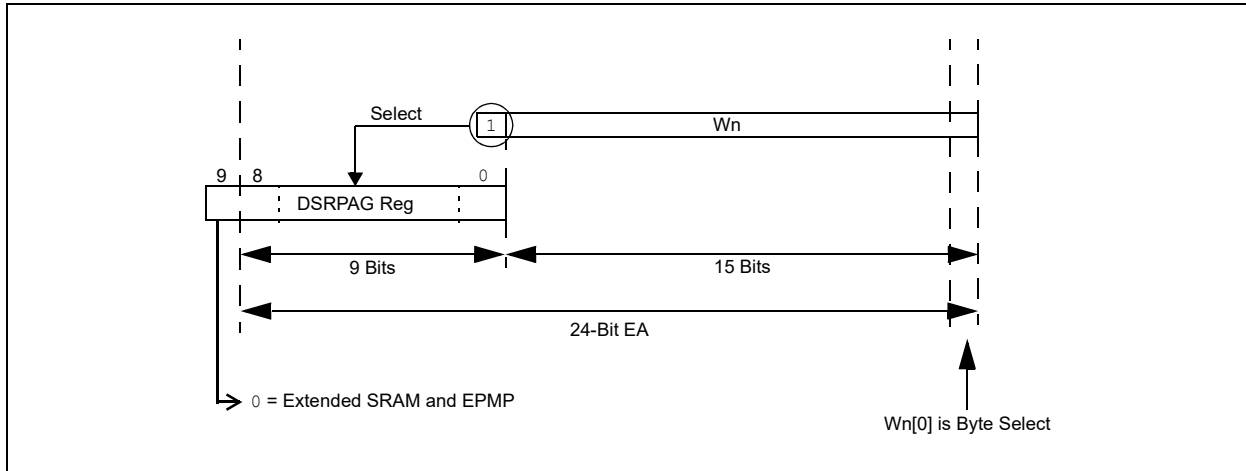 Select
1
Wn
9
8
0
DSRPAG Reg
9 Bits
15 Bits
24-Bit EA
0 = Extended SRAM and EPMP
Wn[0] is Byte Select